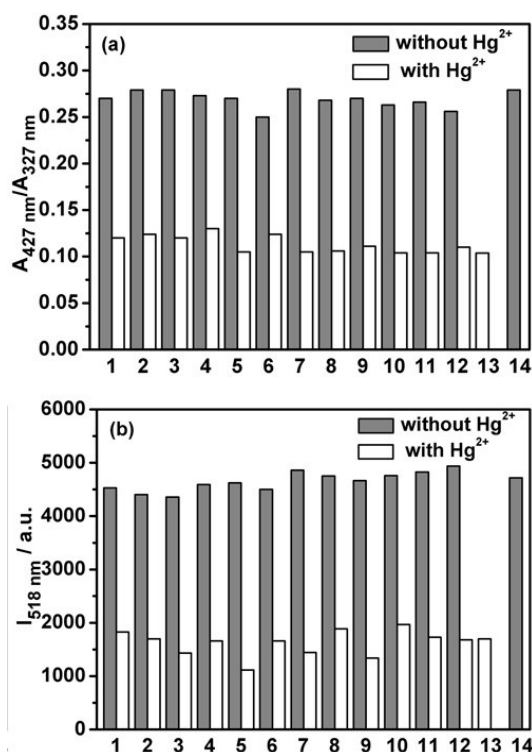 (a)
without Hg²⁺
with Hg²⁺
A₄₂₇ ₙₘ/A₃₂₇ ₙₘ
0.35
0.30
0.25
0.20
0.15
0.10
0.05
0.00
1 2 3 4 5 6 7 8 9 10 11 12 13 14
(b)
without Hg²⁺
with Hg²⁺
I₅₁₈ ₙₘ / a.u.
6000
5000
4000
3000
2000
1000
0
1 2 3 4 5 6 7 8 9 10 11 12 13 14